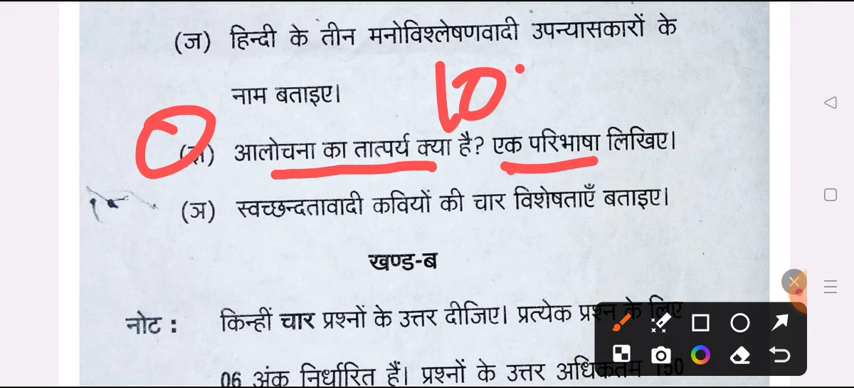 (ज) हिन्दी के तीन मनोविश्लेषणवादी उपन्यासकारों के
नाम बताइए।
10
(झ) आलोचना का तात्पर्य क्या है? एक परिभाषा लिखिए।
(ञ) स्वच्छन्दतावादी कवियों की चार विशेषताएँ बताइए।
खण्ड-ब
नोट : किन्हीं चार प्रश्नों के उत्तर दीजिए। प्रत्येक प्रश्न के लिए
06 अंक निर्धारित हैं। प्रश्नों के उत्तर अधिकतम 150